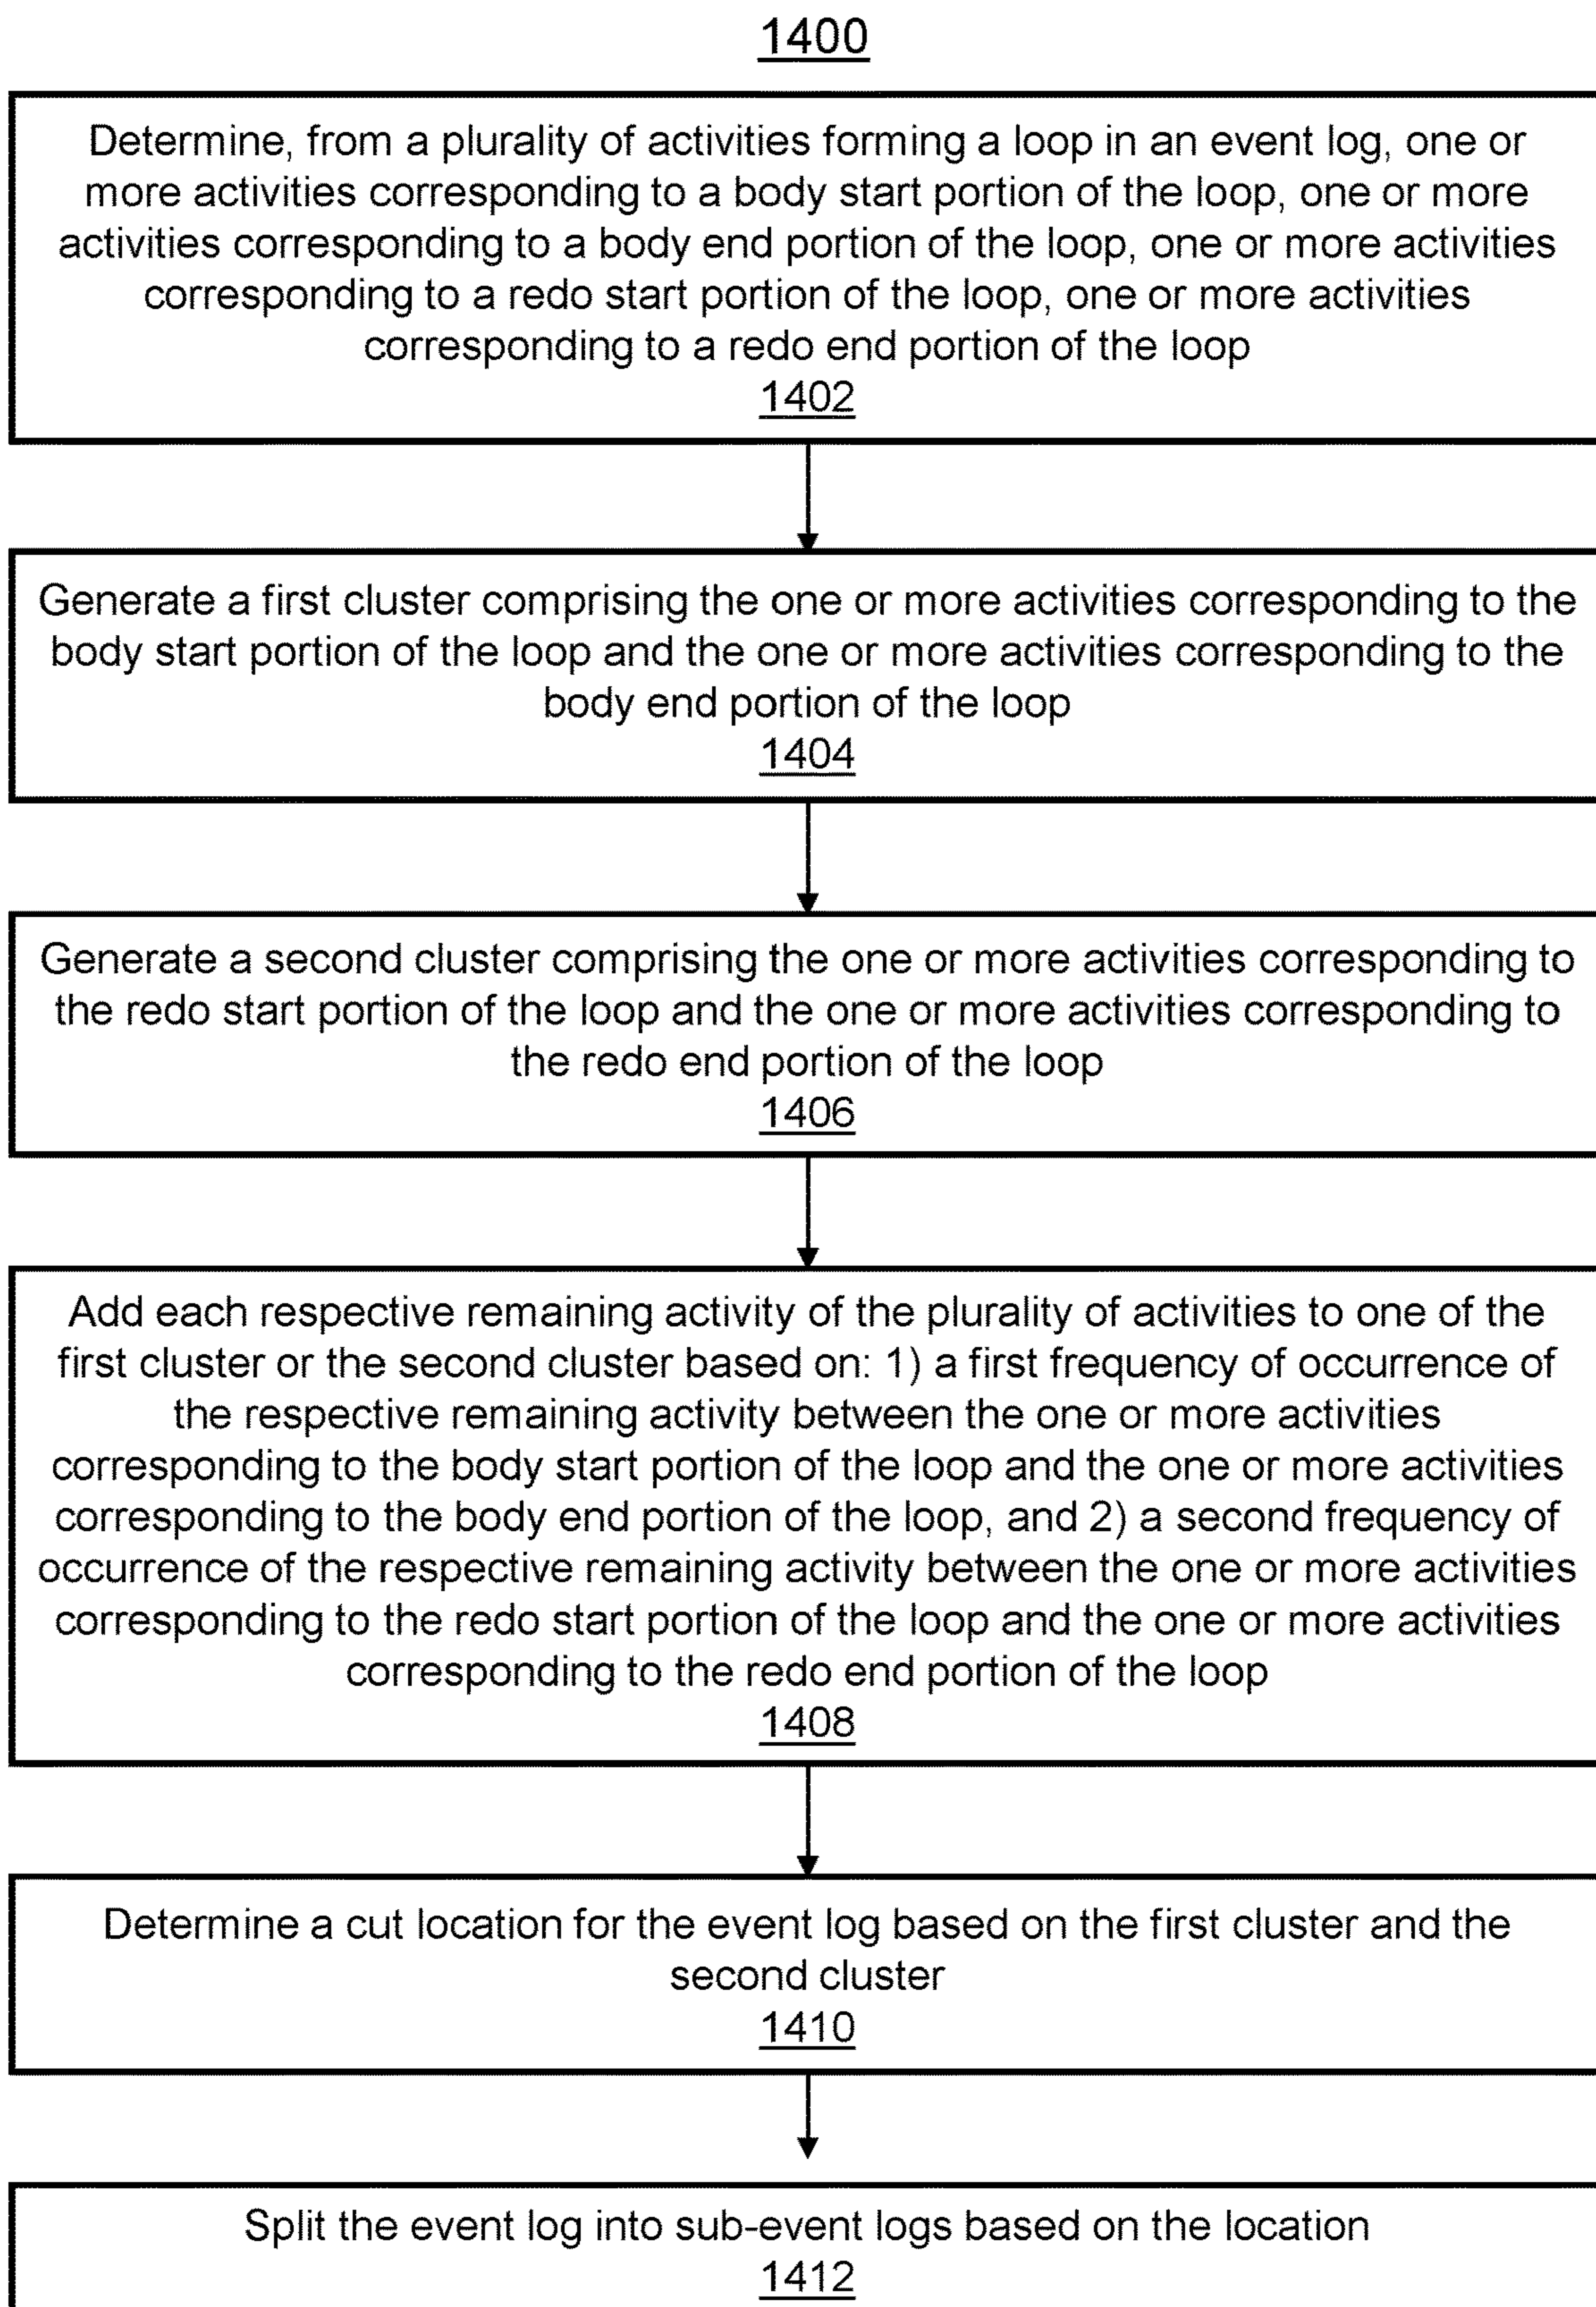 1400
Determine, from a plurality of activities forming a loop in an event log, one or
more activities corresponding to a body start portion of the loop, one or more
activities corresponding to a body end portion of the loop, one or more activities
corresponding to a redo start portion of the loop, one or more activities
corresponding to a redo end portion of the loop
1402
Generate a first cluster comprising the one or more activities corresponding to the
body start portion of the loop and the one or more activities corresponding to the
body end portion of the loop
1404
Generate a second cluster comprising the one or more activities corresponding to
the redo start portion of the loop and the one or more activities corresponding to
the redo end portion of the loop
1406
Add each respective remaining activity of the plurality of activities to one of the
first cluster or the second cluster based on: 1) a first frequency of occurrence of
the respective remaining activity between the one or more activities
corresponding to the body start portion of the loop and the one or more activities
corresponding to the body end portion of the loop, and 2) a second frequency of
occurrence of the respective remaining activity between the one or more activities
corresponding to the redo start portion of the loop and the one or more activities
corresponding to the redo end portion of the loop
1408
Determine a cut location for the event log based on the first cluster and the
second cluster
1410
Split the event log into sub-event logs based on the location
1412